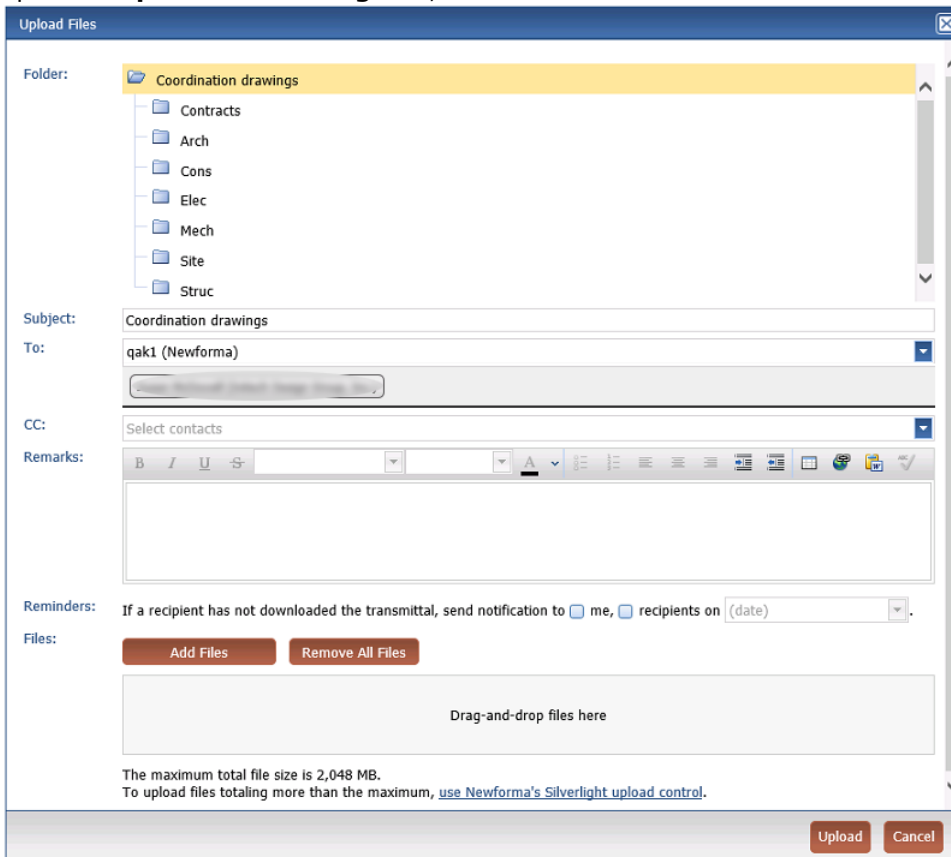 Upload Files
Folder:
Coordination drawings
Contracts
Arch
Cons
Elec
Mech
Site
Struc
Subject:
Coordination drawings
To:
qak1 (Newforma)
CC:
Select contacts
Remarks:
B I U S A
Reminders:
If a recipient has not downloaded the transmittal, send notification to me, recipients on (date) .
Files:
Add Files Remove All Files
Drag-and-drop files here
The maximum total file size is 2,048 MB.
To upload files totaling more than the maximum, use Newforma's Silverlight upload control.
Upload Cancel